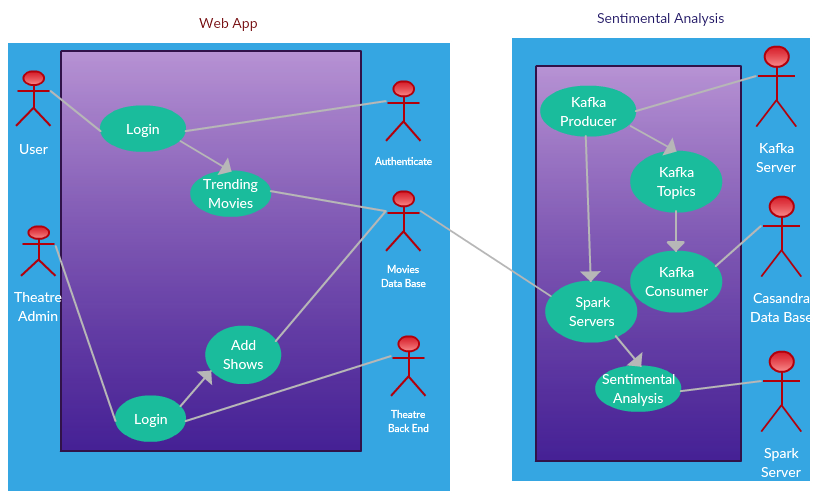 Web App
User
Login
Authenticate
Trending
Movies
Movies
Data Base
Theatre
Admin
Add
Shows
Login
Theatre
Back End
Sentimental Analysis
Kafka
Producer
Kafka
Server
Kafka
Topics
Kafka
Consumer
Spark
Servers
Casandra
Data Base
Sentimental
Analysis
Spark
Server